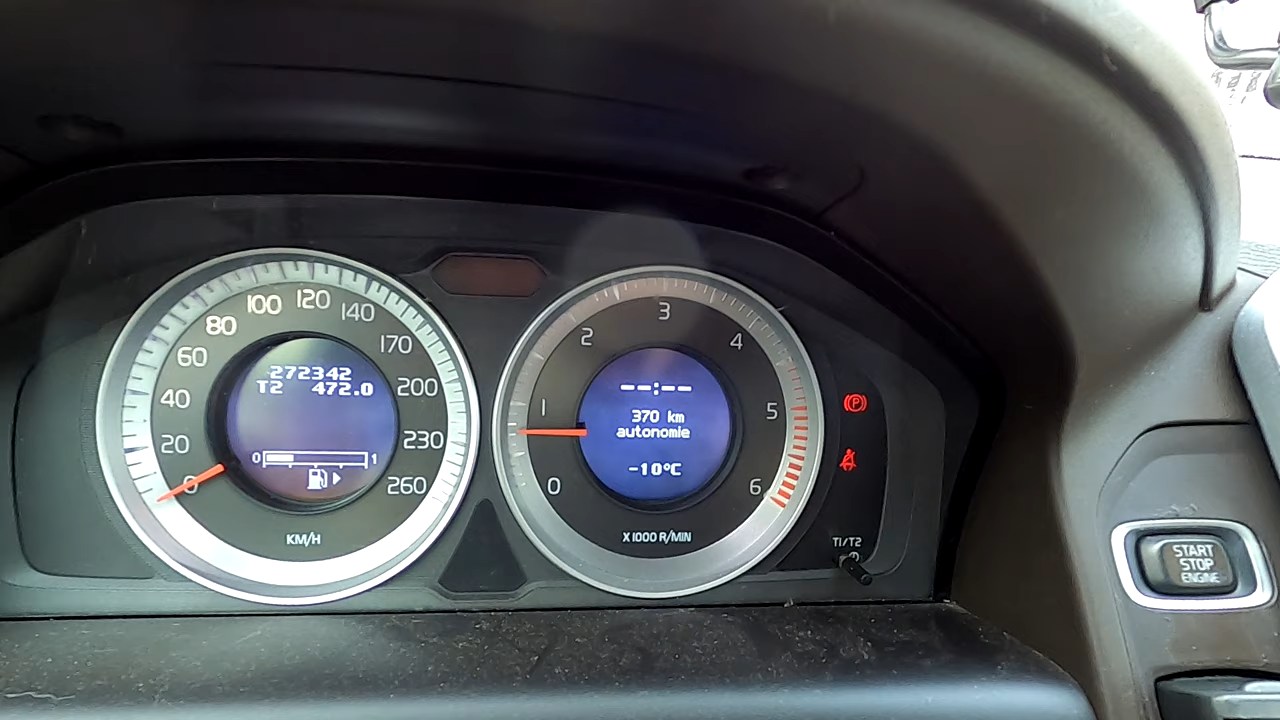 0
20
40
60
80
100
120
140
170
200
230
260
KM/H
272342
T2 472.0
0 1
0
1
2
3
4
5
6
X1000 R/MIN
--:--
370 km
autonomie
-10°C
(P)
T1/T2
START
STOP
ENGINE